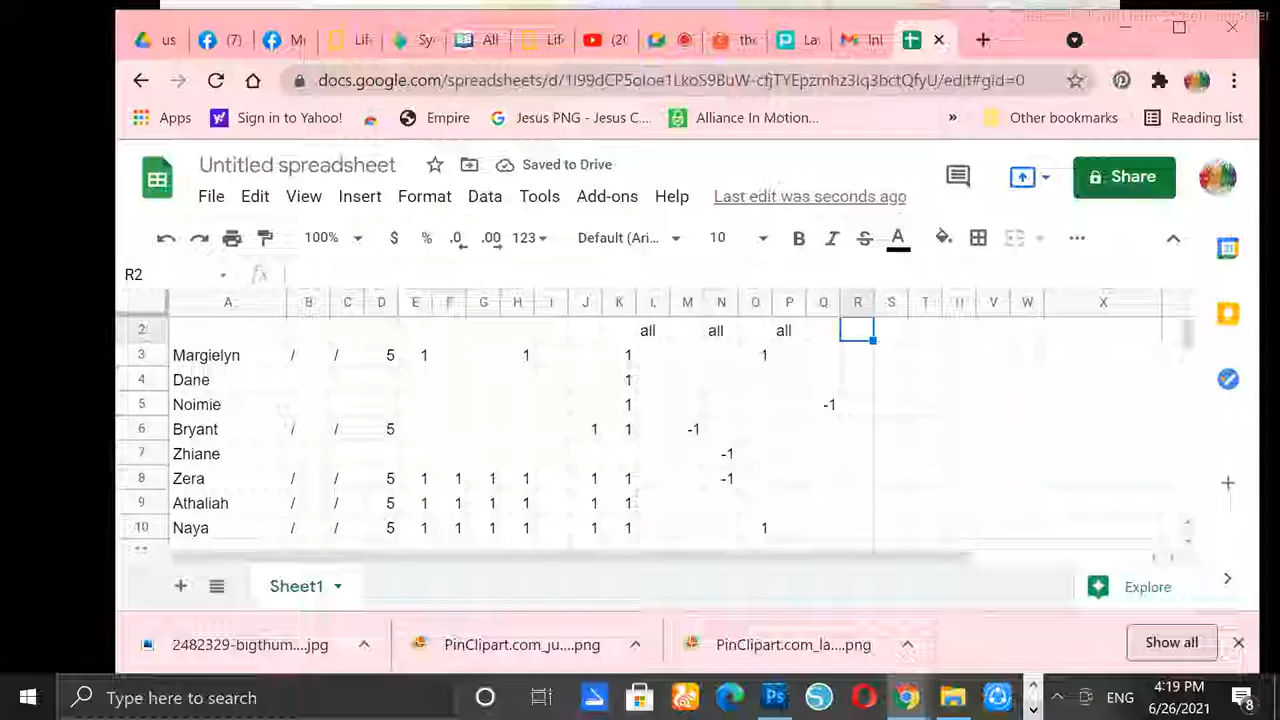 us (7) Me Lif Sy All Lif (20 the La Inl
docs.google.com/spreadsheets/d/1I99dCP5oIoe1LkoS9BuW-cfjTYEpzmhz3Iq3bctQfyU/edit#gid=0
Apps Sign in to Yahoo! Empire Jesus PNG - Jesus C... Alliance In Motion... » Other bookmarks Reading list
Untitled spreadsheet Saved to Drive
Share
File Edit View Insert Format Data Tools Add-ons Help Last edit was seconds ago
100% $ % .0 .00 123 Default (Ari... 10 B I S A
R2 fx
A B C D E F G H I J K L M N O P Q R S T U V W X
2 all all all
3 Margielyn / / 5 1 1 1 1
4 Dane 1
5 Noimie 1 -1
6 Bryant / / 5 1 1 -1
7 Zhiane -1
8 Zera / / 5 1 1 1 1 1 1 -1
9 Athaliah / / 5 1 1 1 1 1 1
10 Naya / / 5 1 1 1 1 1 1 1
Sheet1 Explore
2482329-bigthum....jpg PinClipart.com_ju....png PinClipart.com_la....png Show all
Type here to search
ENG
4:19 PM
6/26/2021
8